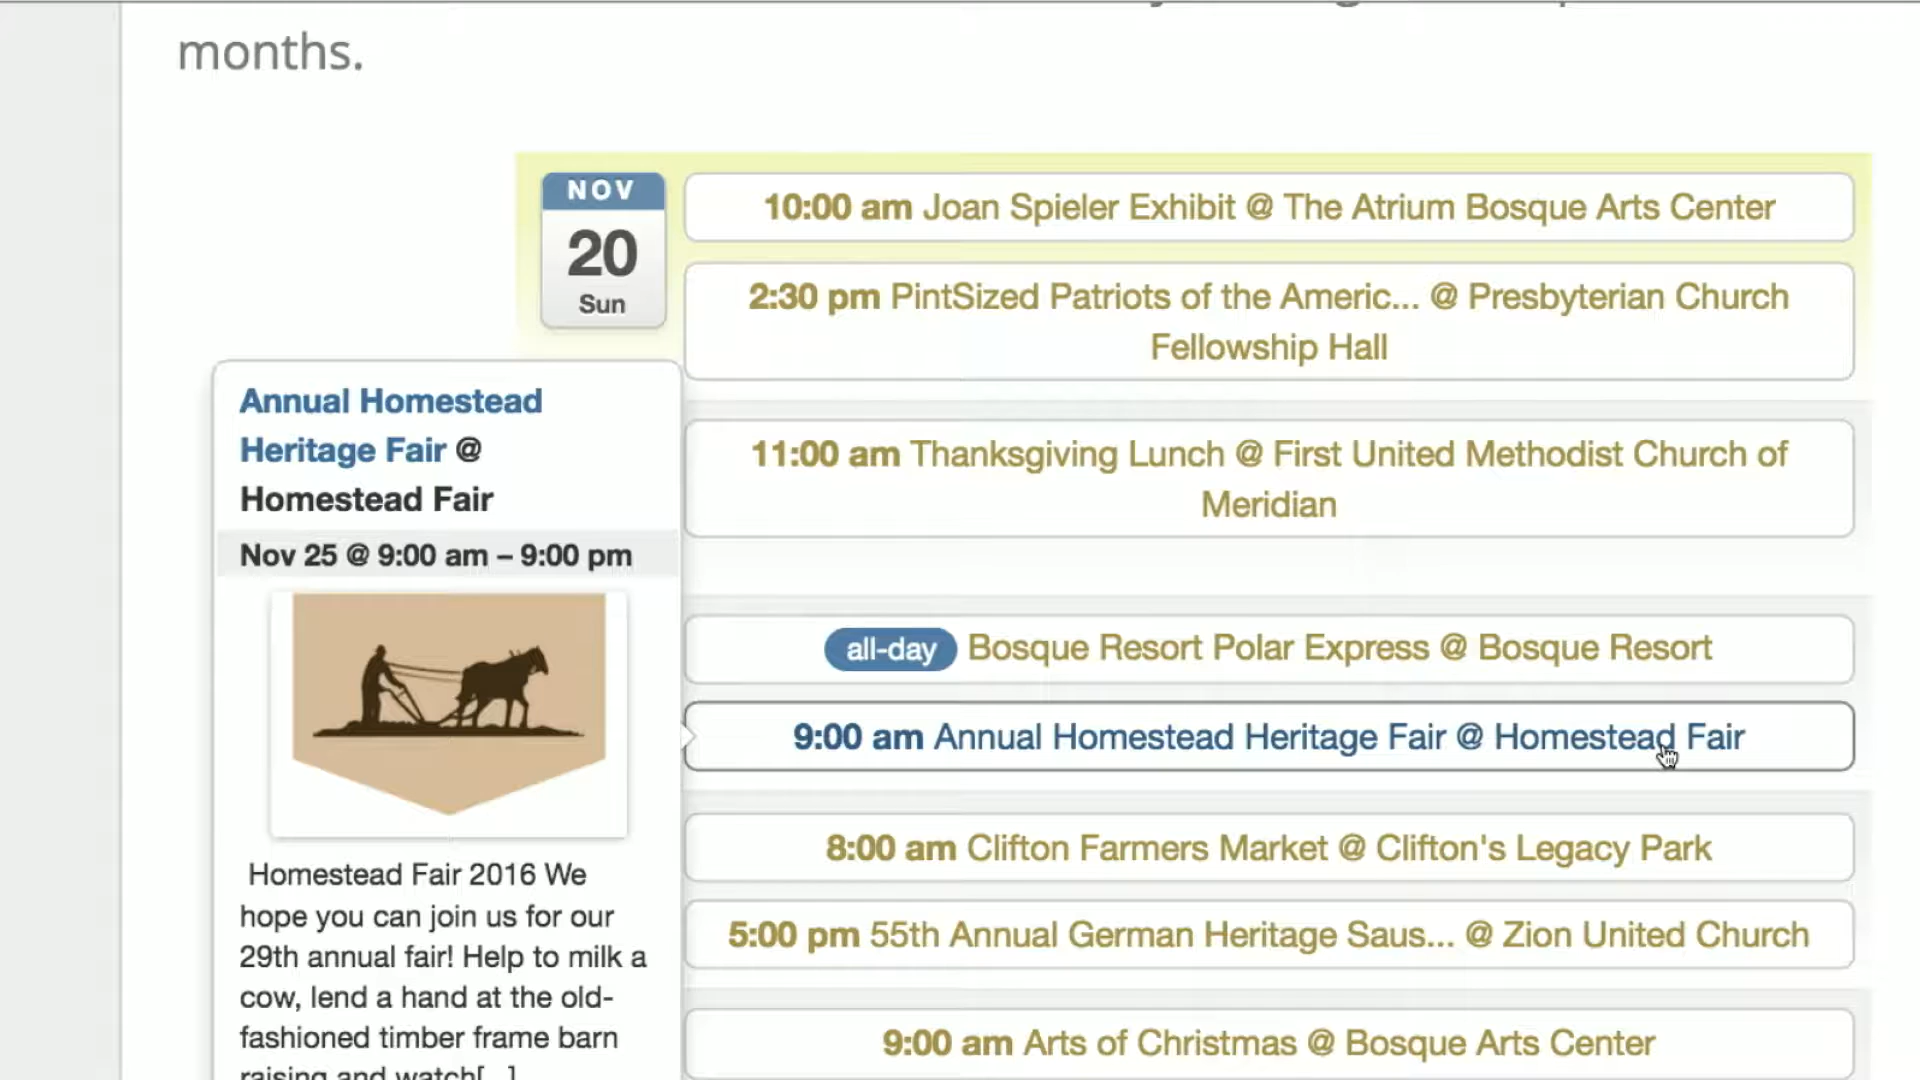 months.
NOV
20
Sun
10:00 am Joan Spieler Exhibit @ The Atrium Bosque Arts Center
2:30 pm PintSized Patriots of the Americ... @ Presbyterian Church
Fellowship Hall
11:00 am Thanksgiving Lunch @ First United Methodist Church of
Meridian
all-day Bosque Resort Polar Express @ Bosque Resort
9:00 am Annual Homestead Heritage Fair @ Homestead Fair
8:00 am Clifton Farmers Market @ Clifton's Legacy Park
5:00 pm 55th Annual German Heritage Saus... @ Zion United Church
9:00 am Arts of Christmas @ Bosque Arts Center
Annual Homestead
Heritage Fair @
Homestead Fair
Nov 25 @ 9:00 am – 9:00 pm
Homestead Fair 2016 We
hope you can join us for our
29th annual fair! Help to milk a
cow, lend a hand at the old-
fashioned timber frame barn
raising and watch[...]